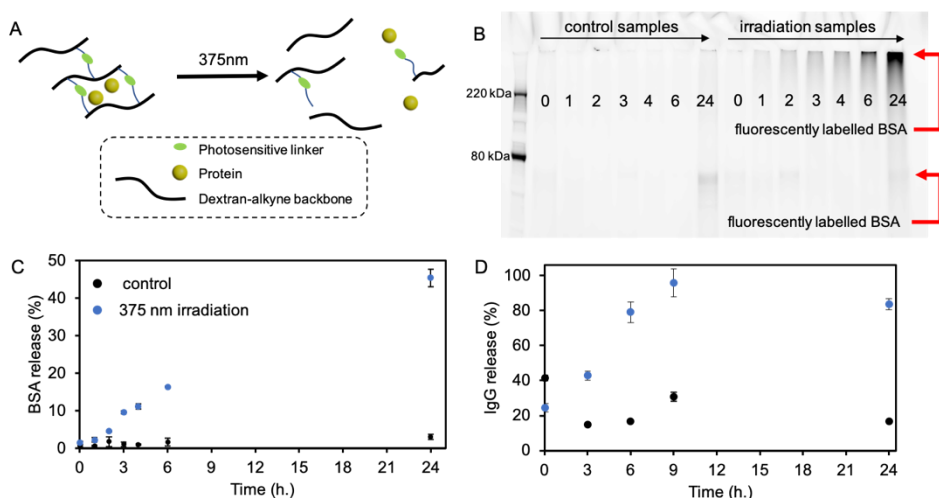 A
375nm
Photosensitive linker
Protein
Dextran-alkyne backbone
B
control samples
irradiation samples
220 kDa
0 1 2 3 4 6 24
0 1 2 3 4 6 24
fluorescently labelled BSA
80 kDa
fluorescently labelled BSA
C
control
375 nm irradiation
BSA release (%)
50
40
30
20
10
0
0 3 6 9 12 15 18 21 24
Time (h.)
D
IgG release (%)
100
80
60
40
20
0
0 3 6 9 12 15 18 21 24
Time (h.)